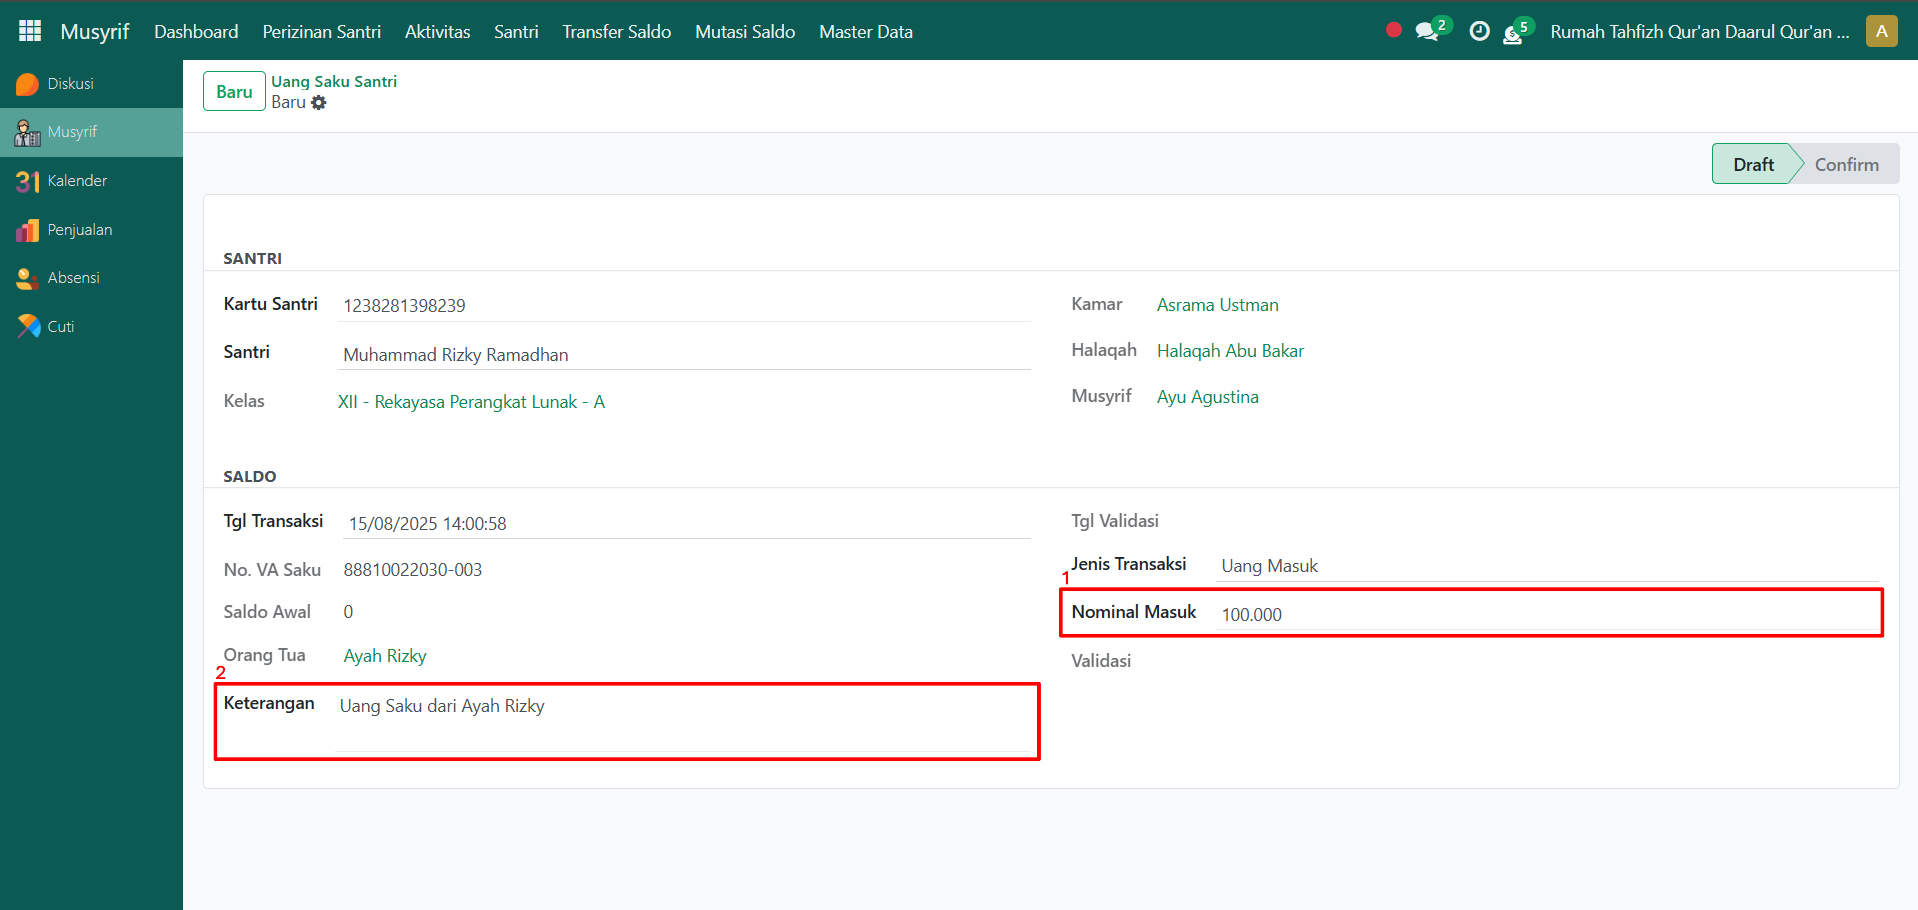 Musyrif Dashboard Perizinan Santri Aktivitas Santri Transfer Saldo Mutasi Saldo Master Data 2 5 Rumah Tahfizh Qur'an Daarul Qur'an ... A
Diskusi
Musyrif
31 Kalender
Penjualan
Absensi
Cuti
Baru
Uang Saku Santri
Baru
Draft Confirm
SANTRI
Kartu Santri 1238281398239
Santri Muhammad Rizky Ramadhan
Kelas XII - Rekayasa Perangkat Lunak - A
Kamar Asrama Ustman
Halaqah Halaqah Abu Bakar
Musyrif Ayu Agustina
SALDO
Tgl Transaksi 15/08/2025 14:00:58
No. VA Saku 88810022030-003
Saldo Awal 0
Orang Tua Ayah Rizky
2
Keterangan Uang Saku dari Ayah Rizky
Tgl Validasi
Jenis Transaksi Uang Masuk
1
Nominal Masuk 100.000
Validasi